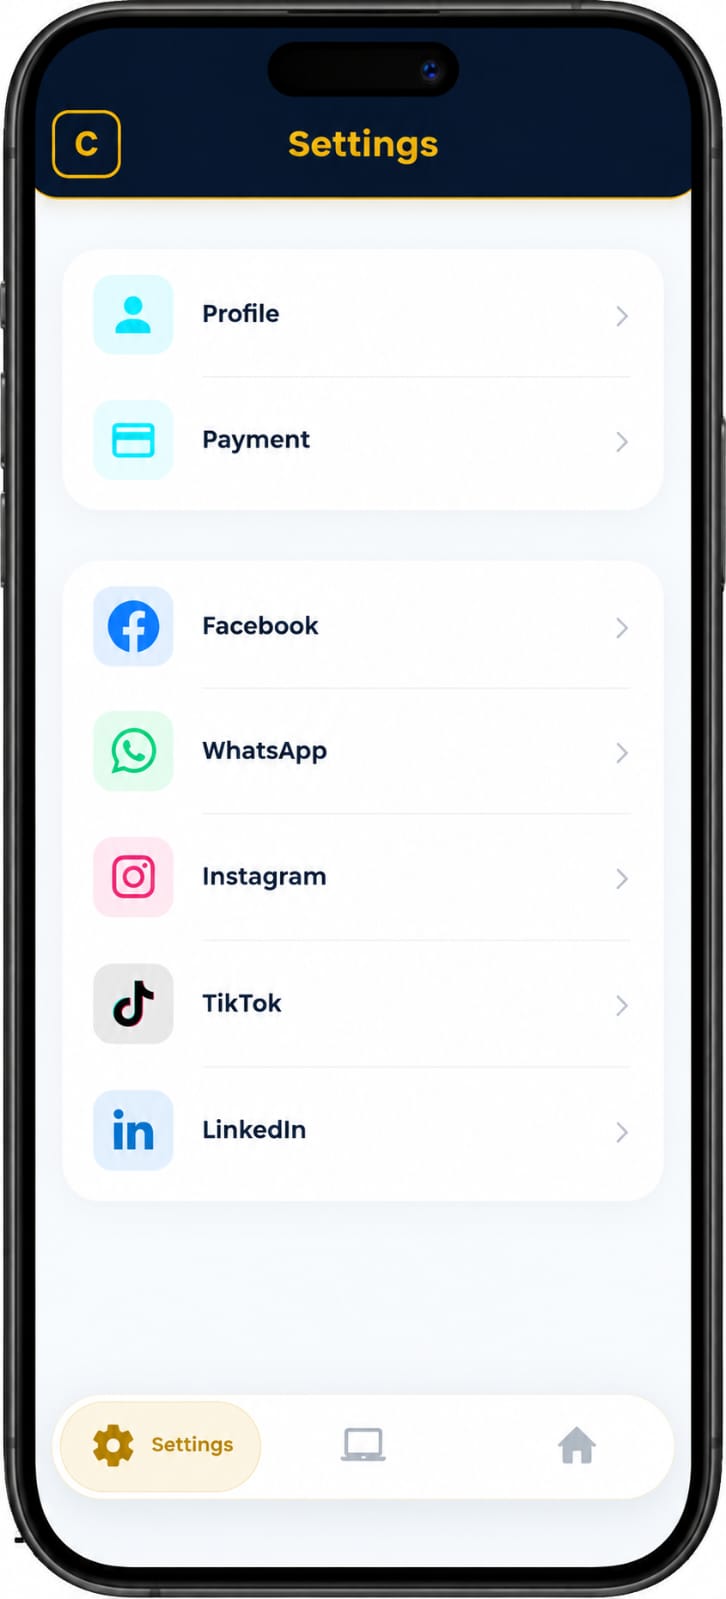 C
Settings
Profile
Payment
Facebook
WhatsApp
Instagram
TikTok
LinkedIn
Settings